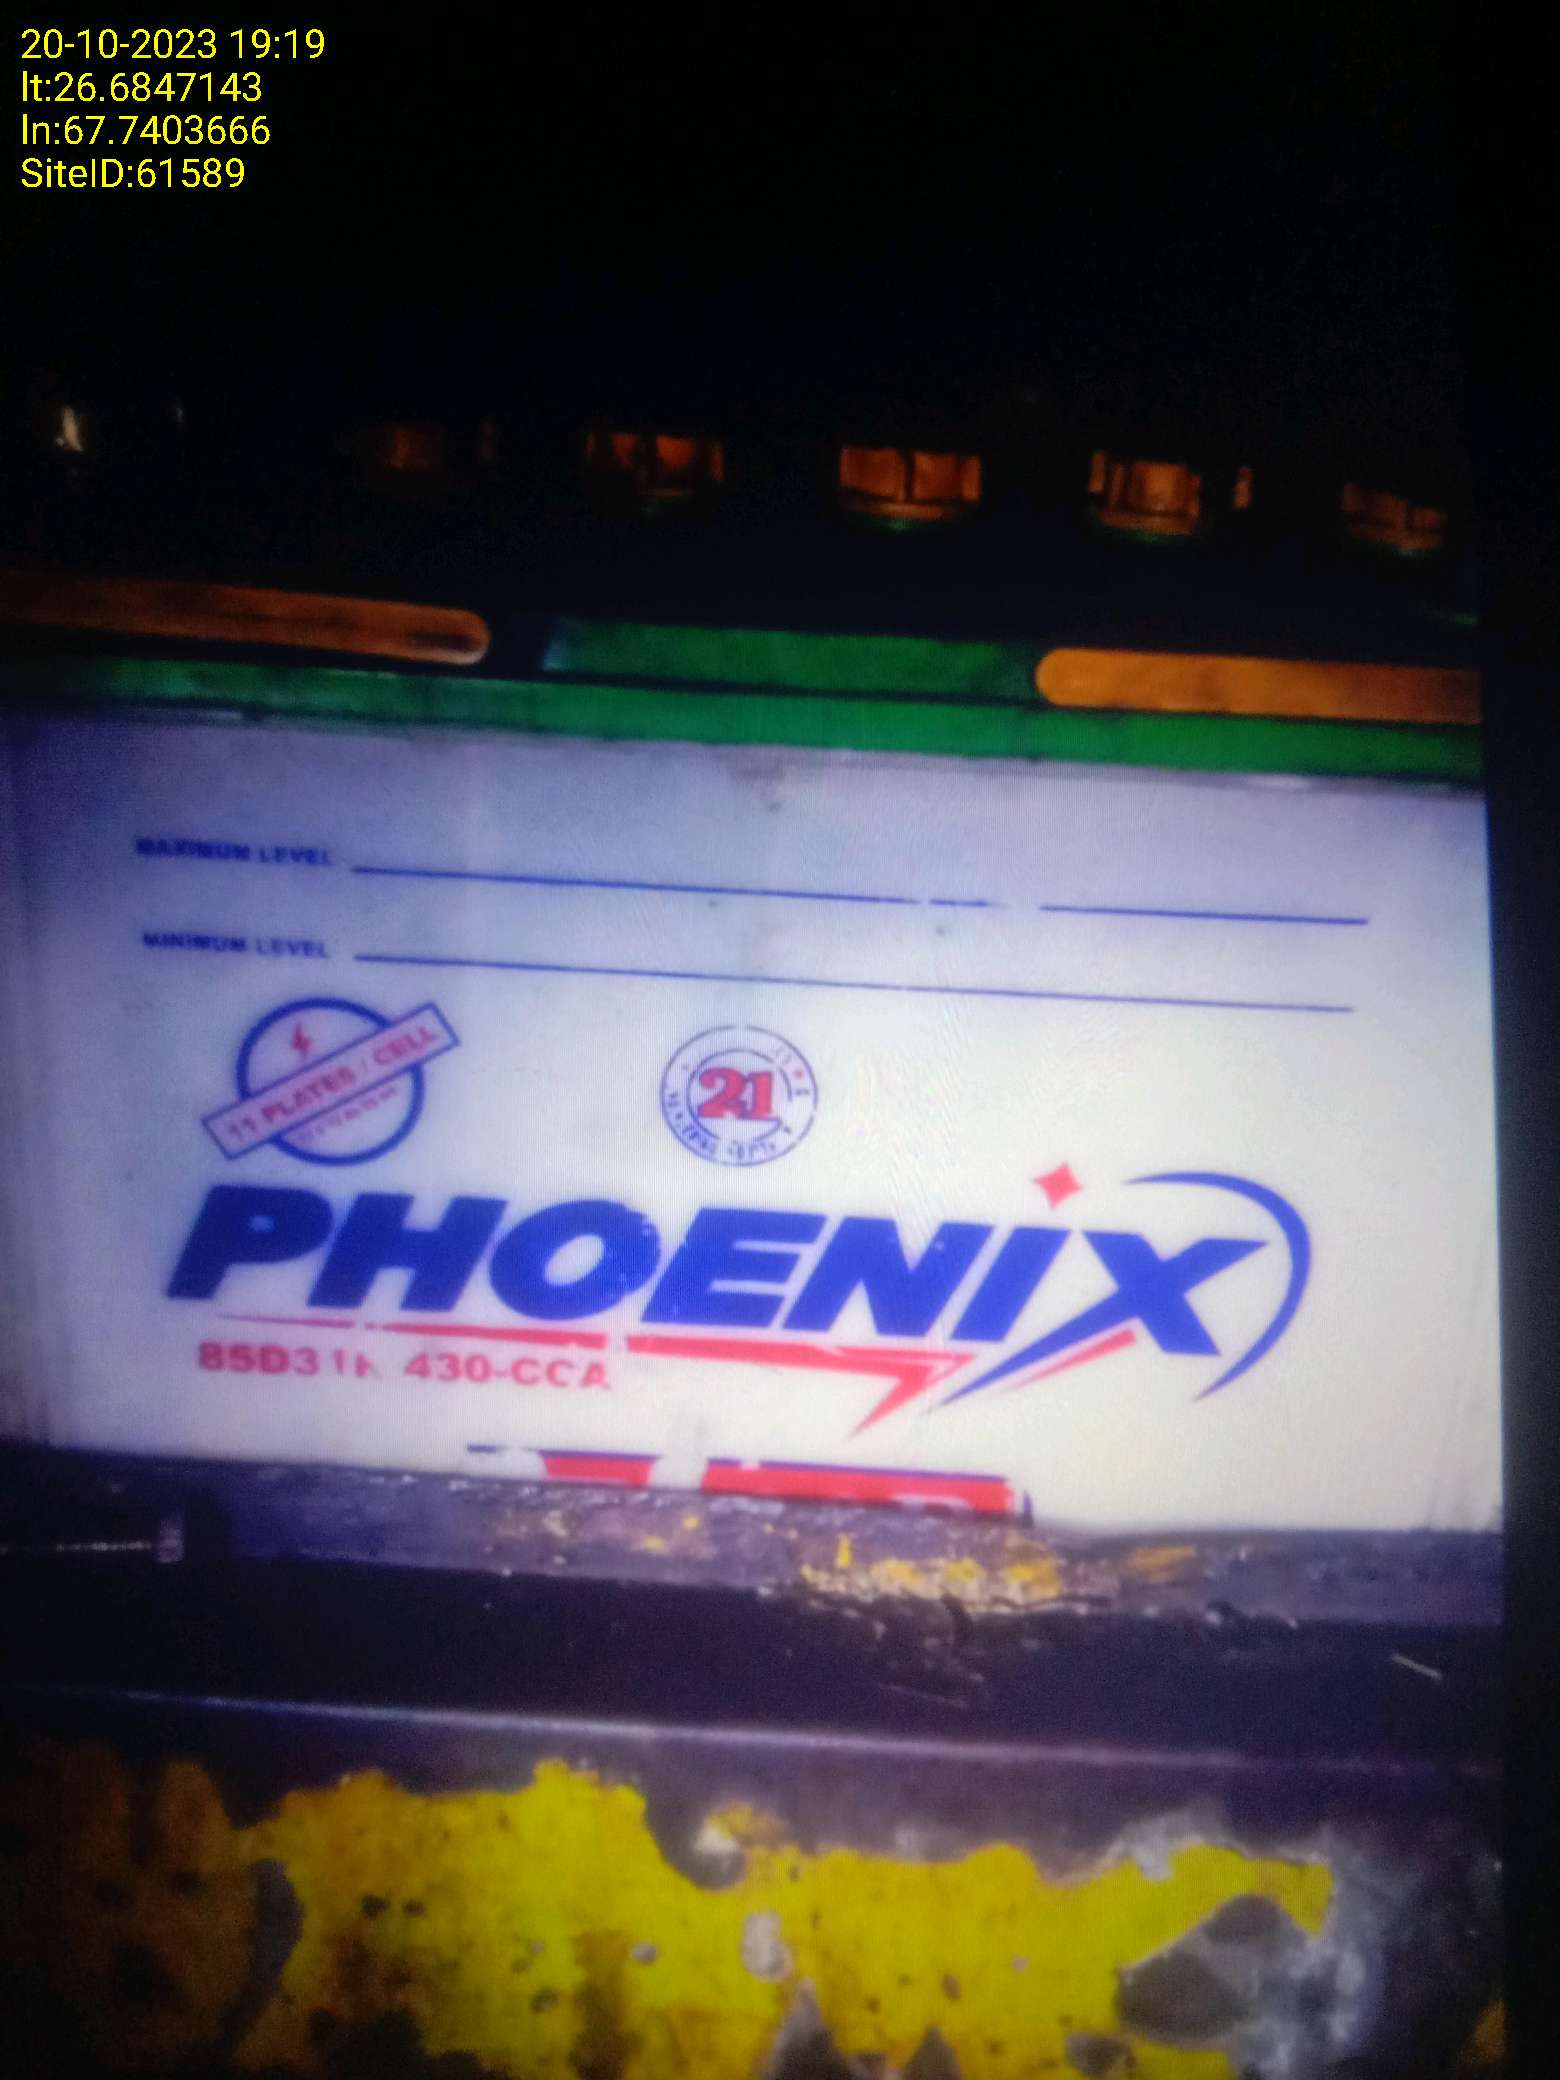 20-10-2023 19:19
lt:26.6847143
ln:67.7403666
SiteID:61589
MAXIMUM LEVEL
MINIMUM LEVEL
11 PLATES / CELL
21
PHOENIX
430-CCA